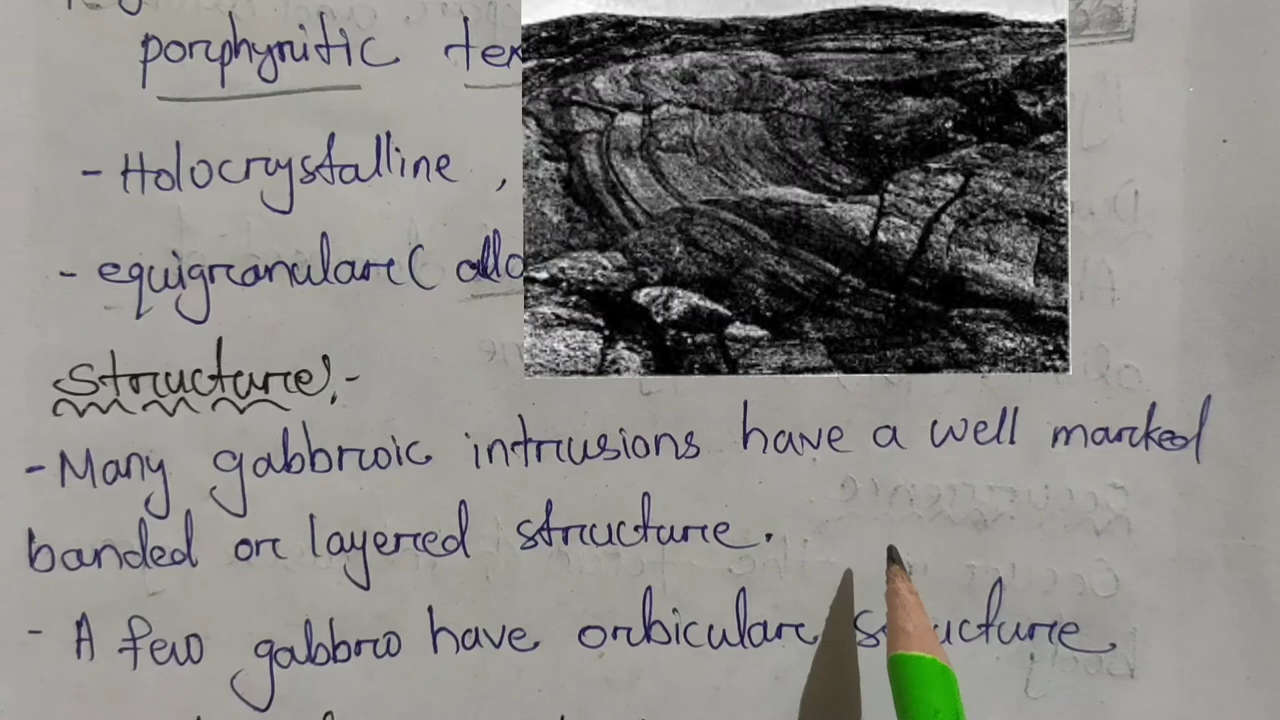 porphyritic tex
- Holocrystalline ,
- equigranular ( allo
Structure:-
- Many gabbroic intrusions have a well marked
banded or layered structure.
- A few gabbro have orbicular structure